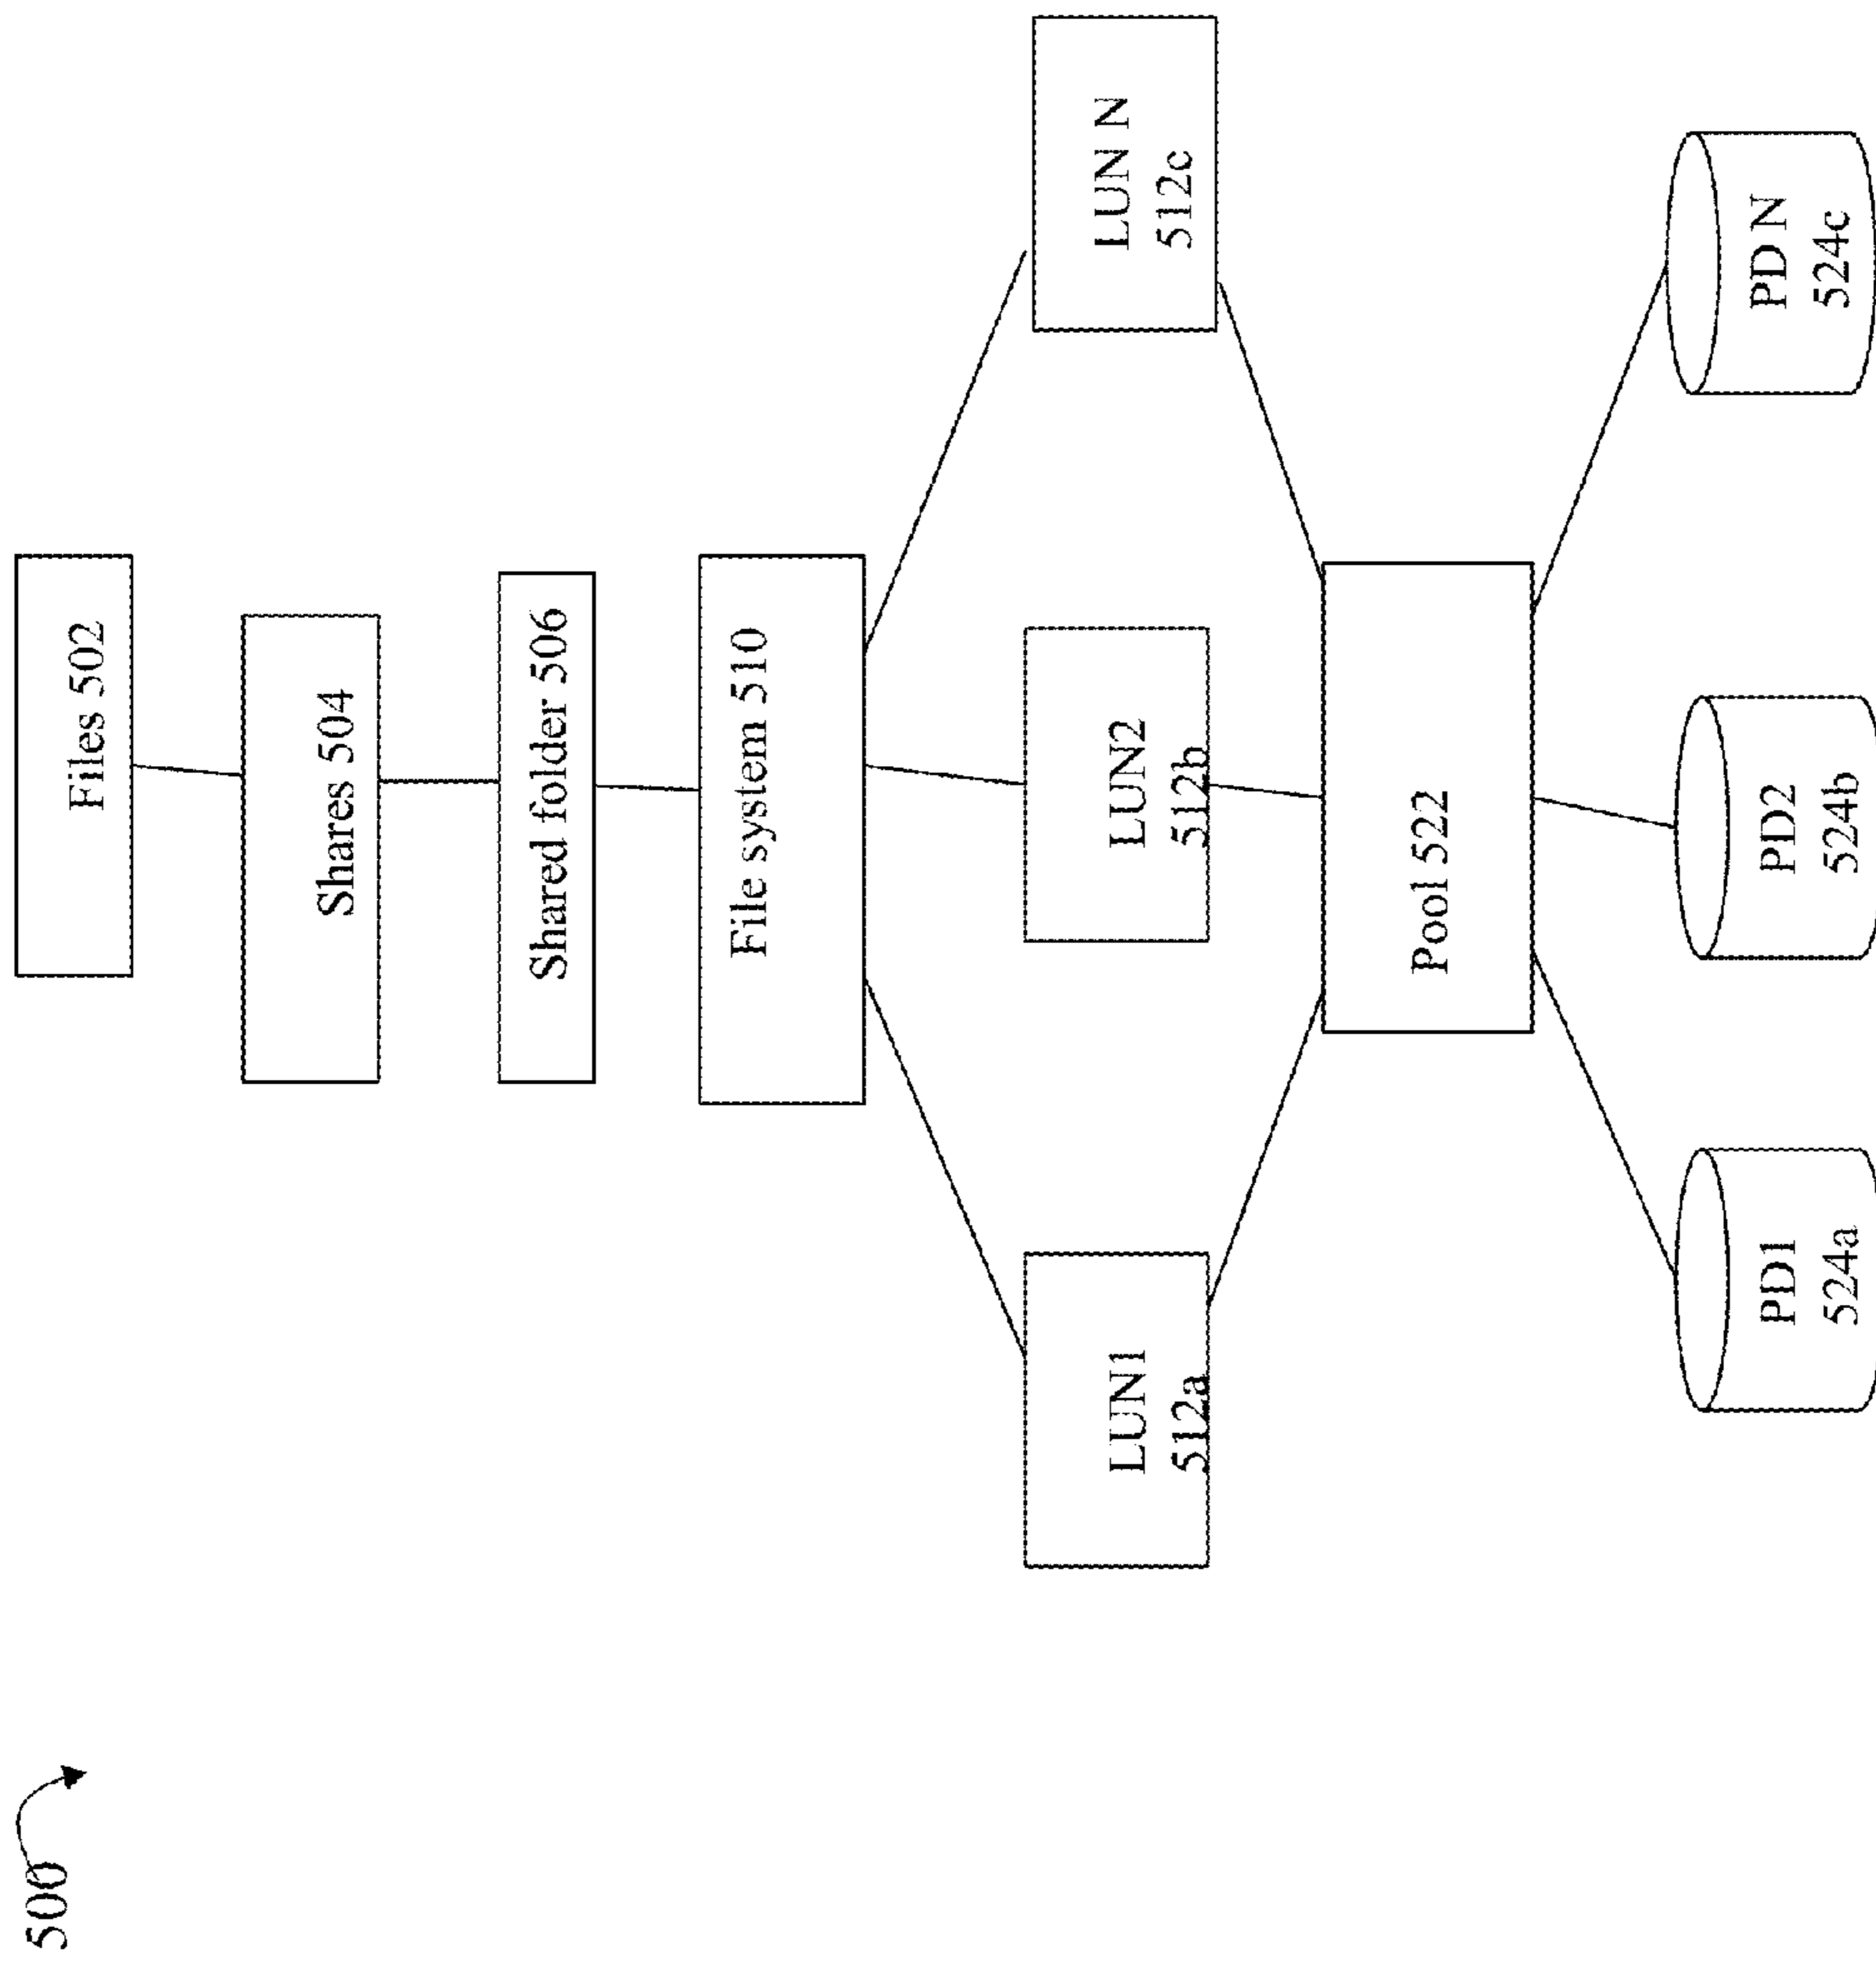 500
Files 502
Shares 504
Shared folder 506
File system 510
LUN1
512a
LUN2
512b
LUN N
512c
Pool 522
PD1
524a
PD2
524b
PD N
524c